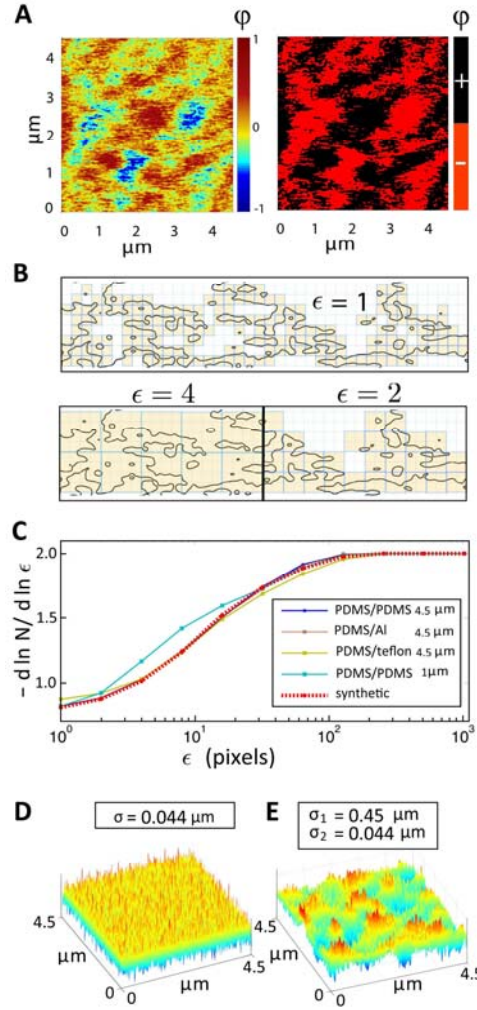 A
φ
φ
μm
4
3
2
1
0
1
0
-1
+
−
0 1 2 3 4
μm
0 1 2 3 4
μm
B
ϵ = 1
ϵ = 4
ϵ = 2
C
− d ln N/ d ln ϵ
2.0
1.5
1.0
PDMS/PDMS 4.5 μm
PDMS/Al 4.5 μm
PDMS/teflon 4.5 μm
PDMS/PDMS 1μm
synthetic
10⁰ 10¹ 10² 10³
ϵ (pixels)
D
σ = 0.044 μm
E
σ₁ = 0.45 μm
σ₂ = 0.044 μm
4.5
μm
0
0
μm
4.5
4.5
μm
0
0
μm
4.5